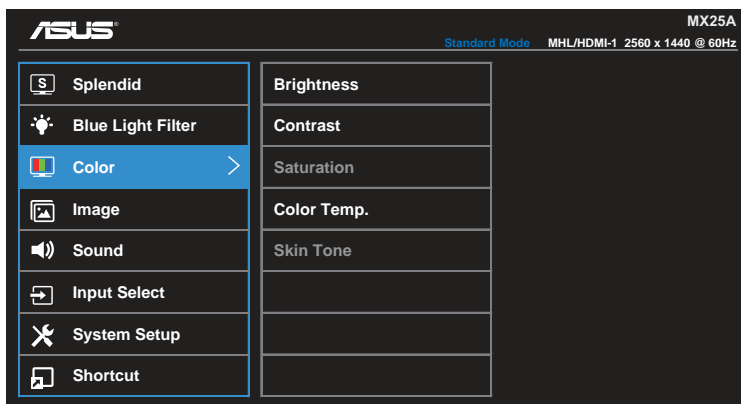 ASUS
MX25A
Standard Mode MHL/HDMI-1 2560 x 1440 @ 60Hz
S Splendid
Blue Light Filter
Color
Image
Sound
Input Select
System Setup
Shortcut
Brightness
Contrast
Saturation
Color Temp.
Skin Tone